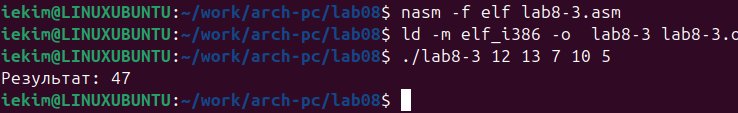 iekim@LINUXUBUNTU:~/work/arch-pc/lab08$ nasm -f elf lab8-3.asm
iekim@LINUXUBUNTU:~/work/arch-pc/lab08$ ld -m elf_i386 -o  lab8-3 lab8-3.o
iekim@LINUXUBUNTU:~/work/arch-pc/lab08$ ./lab8-3 12 13 7 10 5
Результат: 47
iekim@LINUXUBUNTU:~/work/arch-pc/lab08$